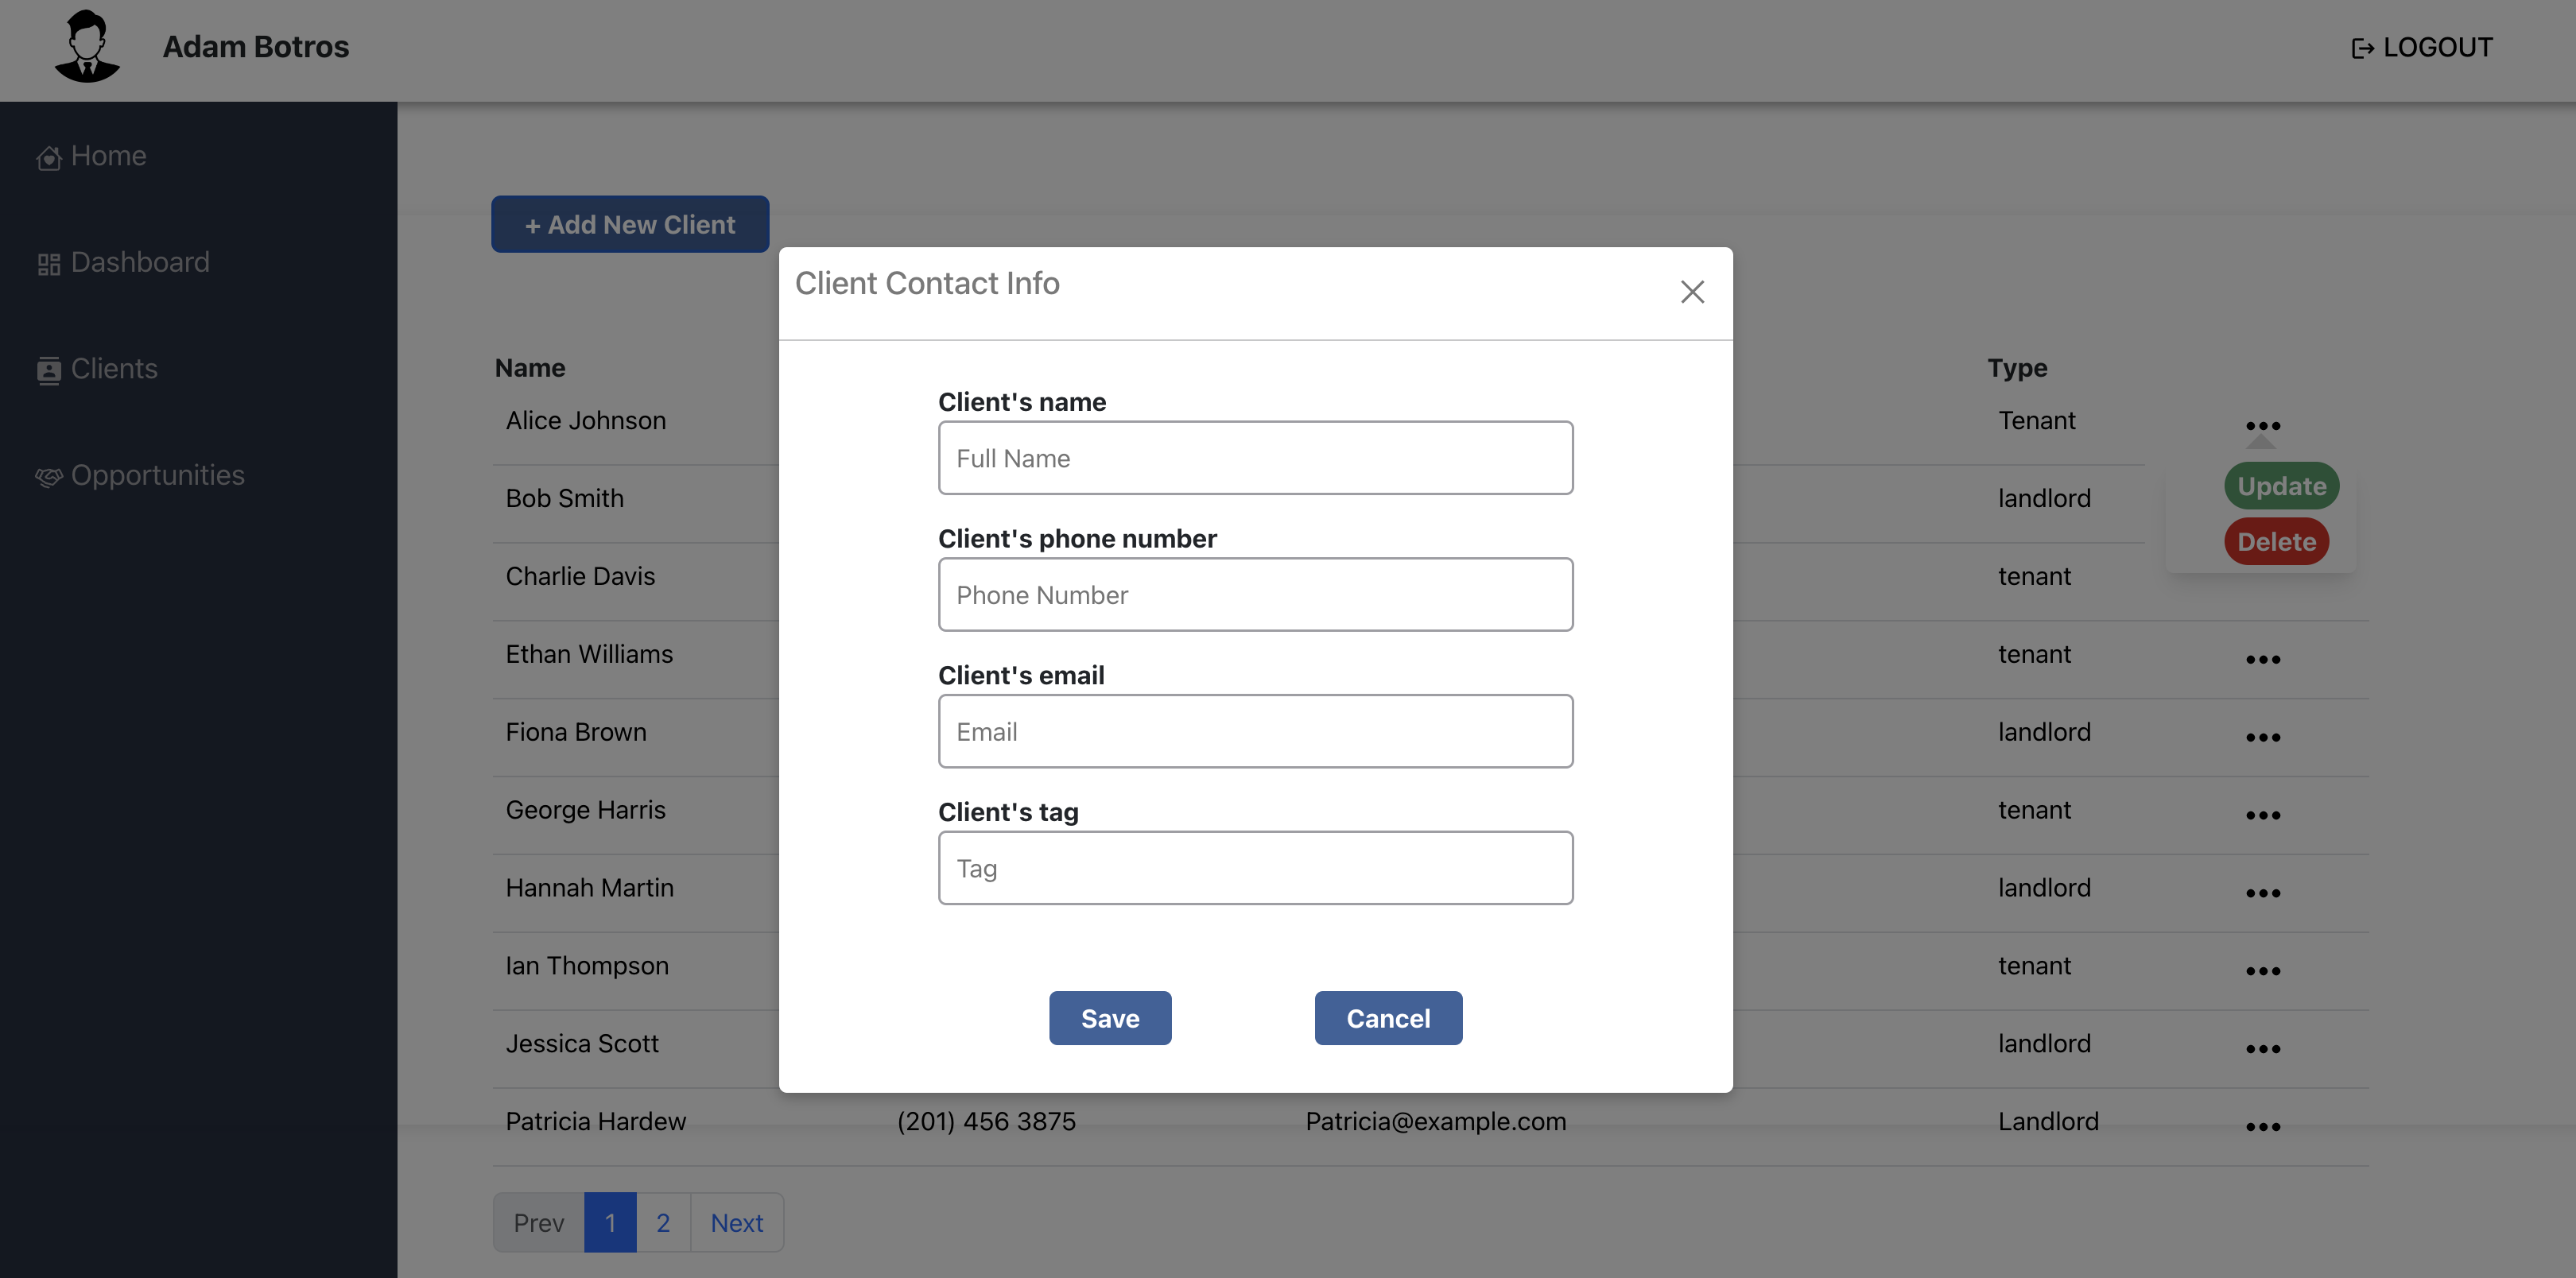 Adam Botros
LOGOUT
Home
Dashboard
Clients
Opportunities
+ Add New Client
Client Contact Info
Client's name
Full Name
Client's phone number
Phone Number
Client's email
Email
Client's tag
Tag
Save Cancel
Name Type
Alice Johnson Tenant
Update
Bob Smith landlord
Delete
Charlie Davis tenant
Ethan Williams tenant
Fiona Brown landlord
George Harris tenant
Hannah Martin landlord
Ian Thompson tenant
Jessica Scott landlord
Patricia Hardew (201) 456 3875 Patricia@example.com Landlord
Prev 1 2 Next